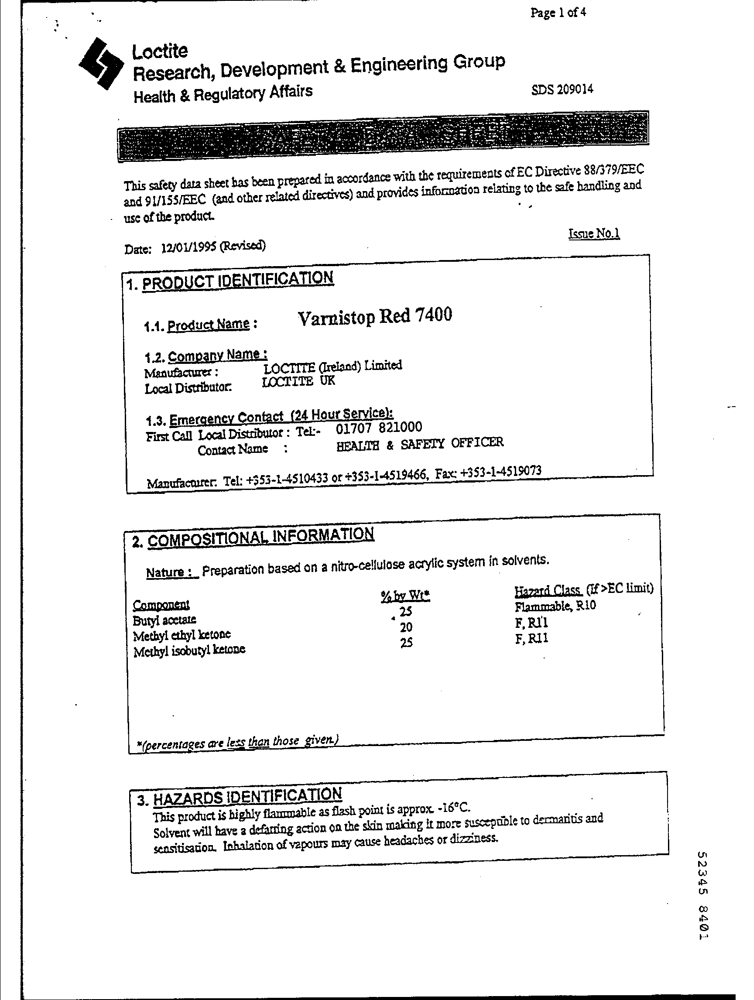 Page 1 of 4
Loctite
Research, Development & Engineering Group
Health & Regulatory Affairs
SDS 209014
This safety data sheet has been prepared in accordance with the requirements of EC Directive 88/379/EEC
and 91/155/EEC (and other related directives) and provides information relating to the safe handling and
use of the product.
Issue No.1
Date: 12/01/1995 (Revised)
1. PRODUCT IDENTIFICATION
1.1. Product Name : Varnistop Red 7400
1.2. Company Name :
Manufacturer : LOCTITE (Ireland) Limited
Local Distributor: LOCTITE UK
1.3. Emergency Contact (24 Hour Service):
First Call Local Distributor : Tel:- 01707 821000
Contact Name : HEALTH & SAFETY OFFICER
Manufacturer: Tel: +353-1-4510433 or +353-1-4519466, Fax: +353-1-4519073
2. COMPOSITIONAL INFORMATION
Nature : Preparation based on a nitro-cellulose acrylic system in solvents.
Component % by Wt* Hazard Class (If >EC limit)
Butyl acetate 25 Flammable, R10
Methyl ethyl ketone 20 F, R11
Methyl isobutyl ketone 25 F, R11
*(percentages are less than those given.)
3. HAZARDS IDENTIFICATION
This product is highly flammable as flash point is approx. -16°C.
Solvent will have a defatting action on the skin making it more susceptible to dermatitis and
sensitisation. Inhalation of vapours may cause headaches or dizziness.
52345 8401